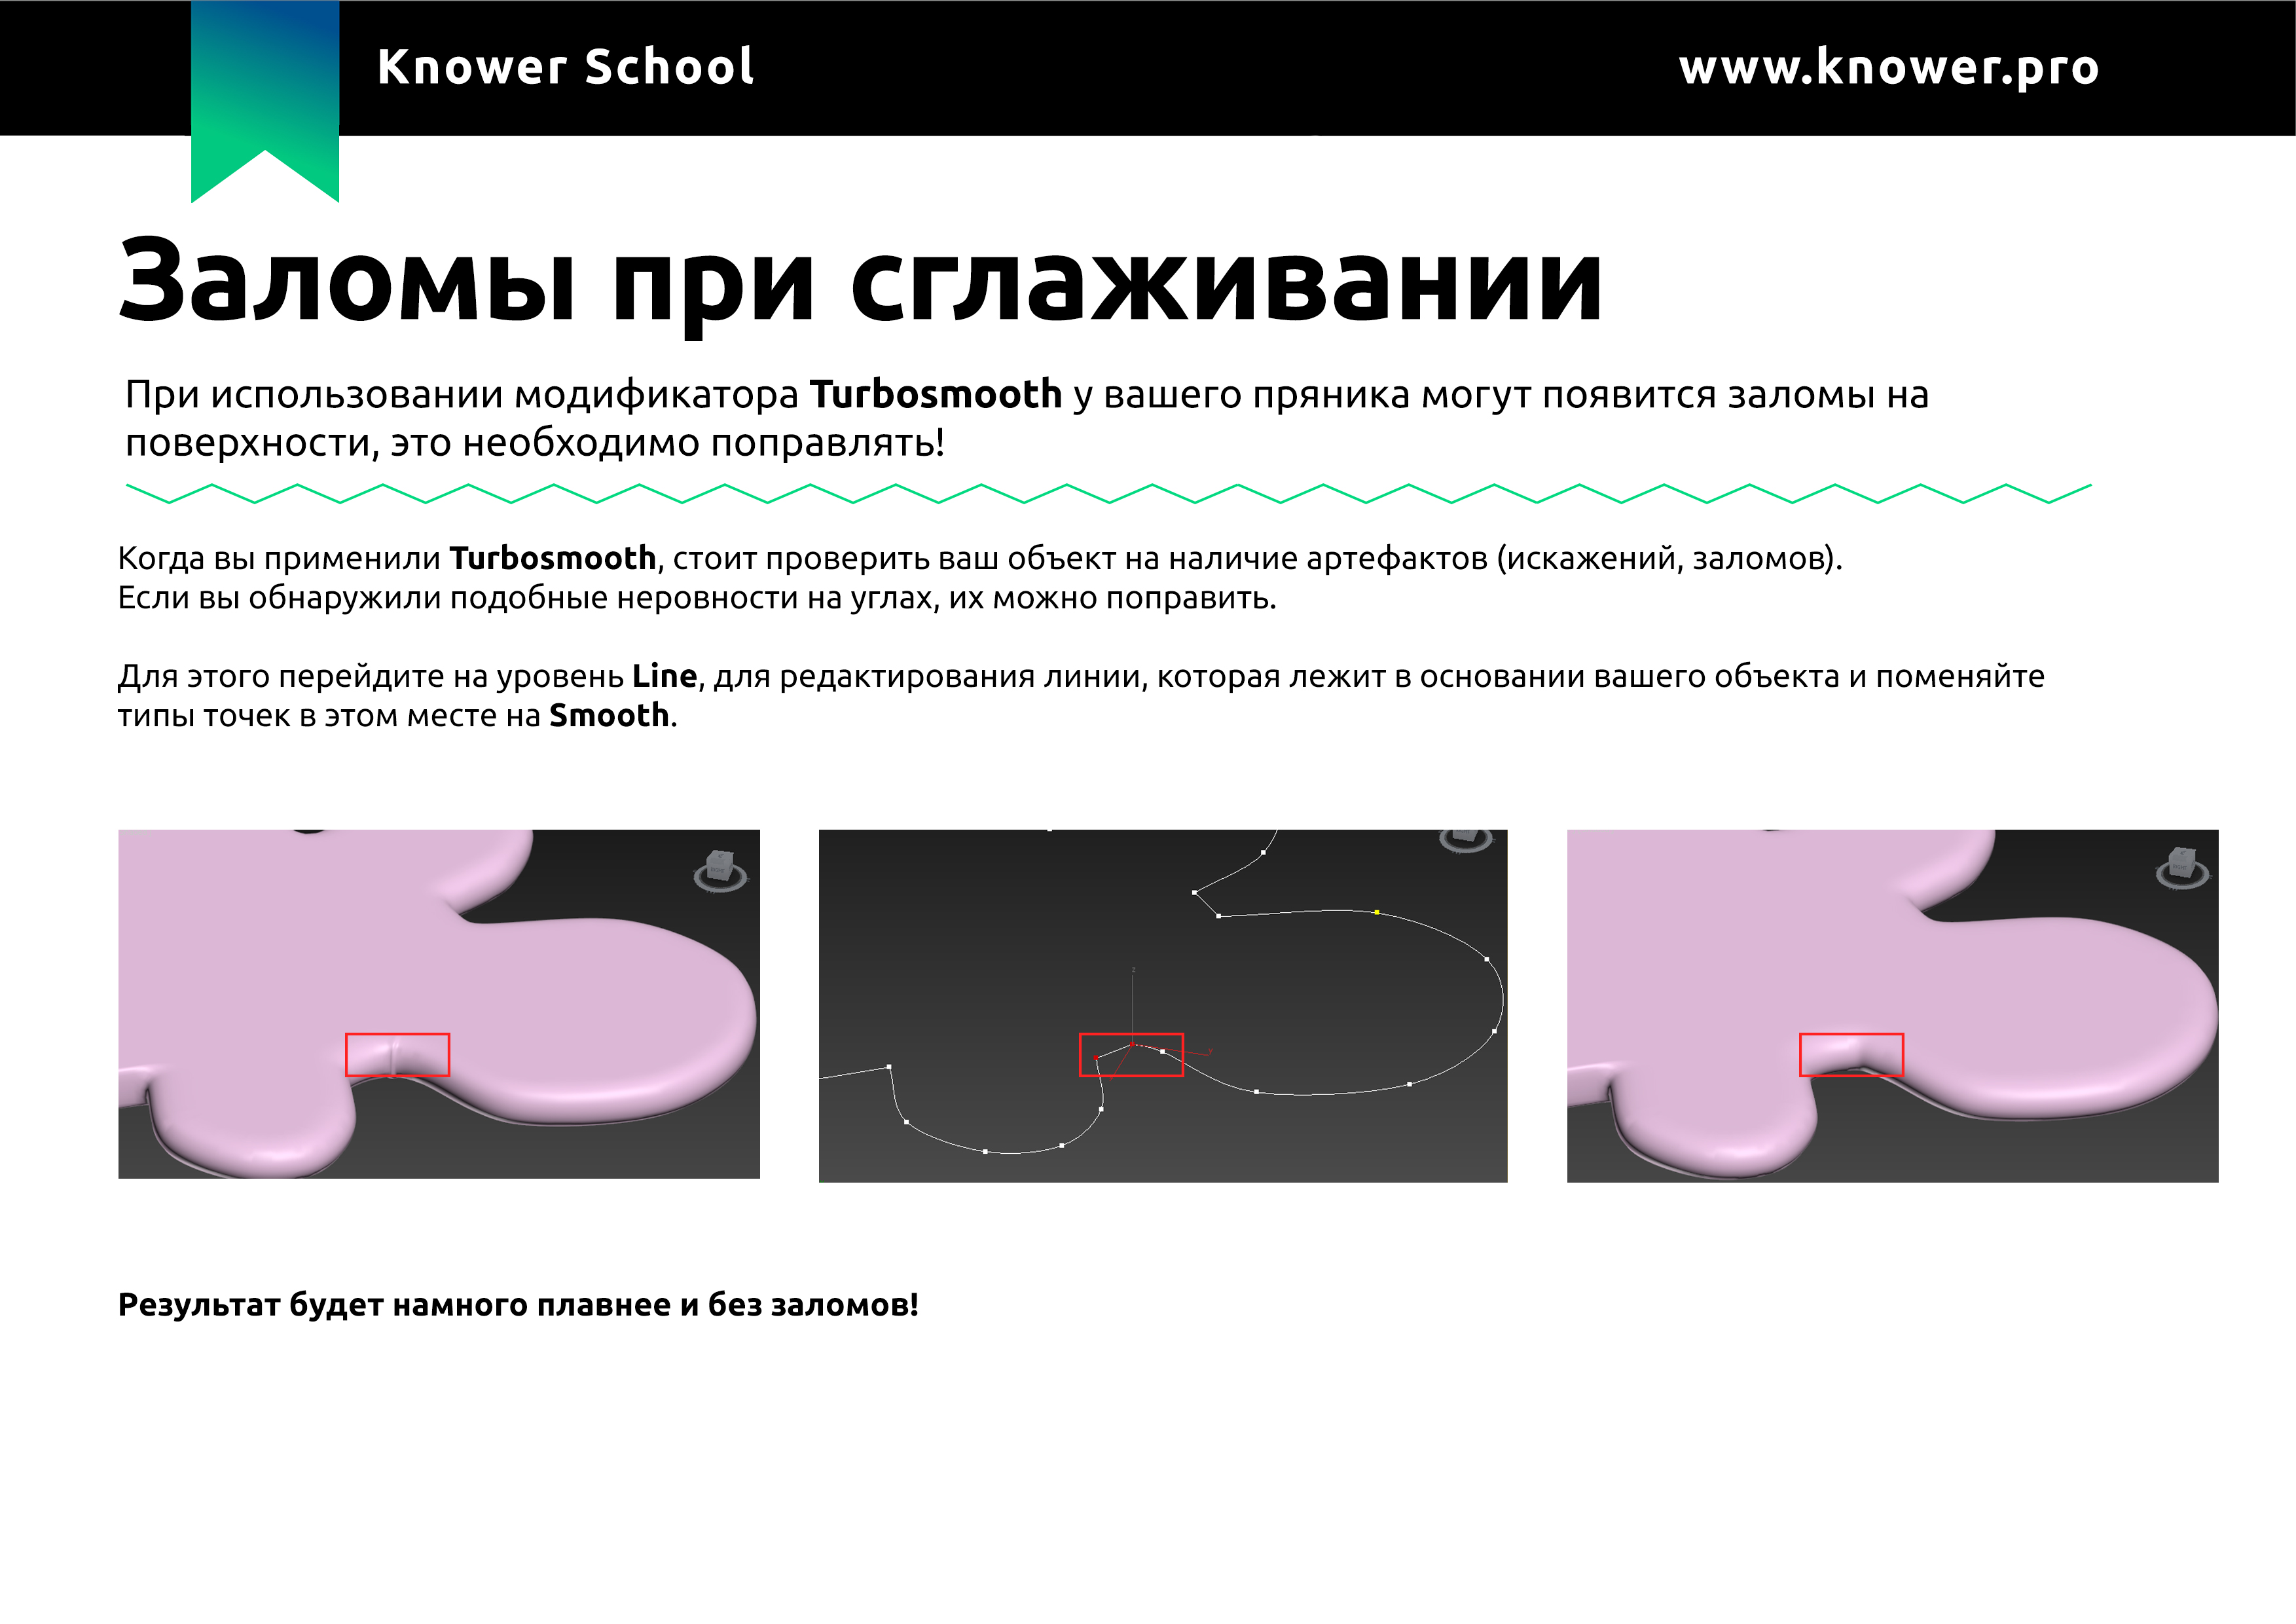 Knower School
www.knower.pro
Заломы при сглаживании
При использовании модификатора Turbosmooth у вашего пряника могут появится заломы на
поверхности, это необходимо поправлять!
Когда вы применили Turbosmooth, стоит проверить ваш объект на наличие артефактов (искажений, заломов).
Если вы обнаружили подобные неровности на углах, их можно поправить.
Для этого перейдите на уровень Line, для редактирования линии, которая лежит в основании вашего объекта и поменяйте
типы точек в этом месте на Smooth.
z
Результат будет намного плавнее и без заломов!